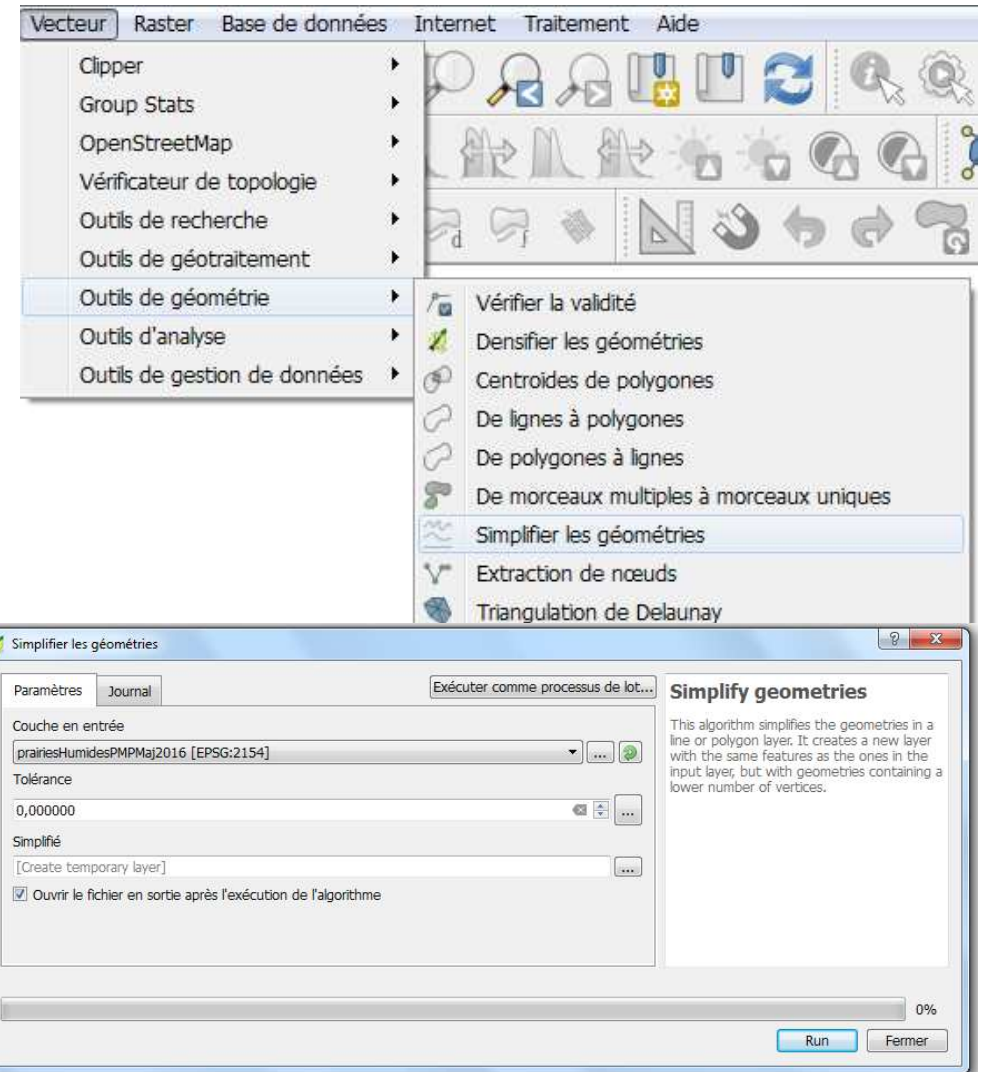 Vecteur Raster Base de données Internet Traitement Aide
Clipper
Group Stats
OpenStreetMap
Vérificateur de topologie
Outils de recherche
Outils de géotraitement
Outils de géométrie
Outils d'analyse
Outils de gestion de données
Vérifier la validité
Densifier les géométries
Centroides de polygones
De lignes à polygones
De polygones à lignes
De morceaux multiples à morceaux uniques
Simplifier les géométries
Extraction de nœuds
Triangulation de Delaunay
Simplifier les géométries
Paramètres Journal Exécuter comme processus de lot...
Couche en entrée
prairiesHumidesPMPMaj2016 [EPSG:2154] ...
Tolérance
0,000000 ...
Simplifié
[Create temporary layer] ...
Ouvrir le fichier en sortie après l'exécution de l'algorithme
Simplify geometries
This algorithm simplifies the geometries in a
line or polygon layer. It creates a new layer
with the same features as the ones in the
input layer, but with geometries containing a
lower number of vertices.
0%
Run Fermer